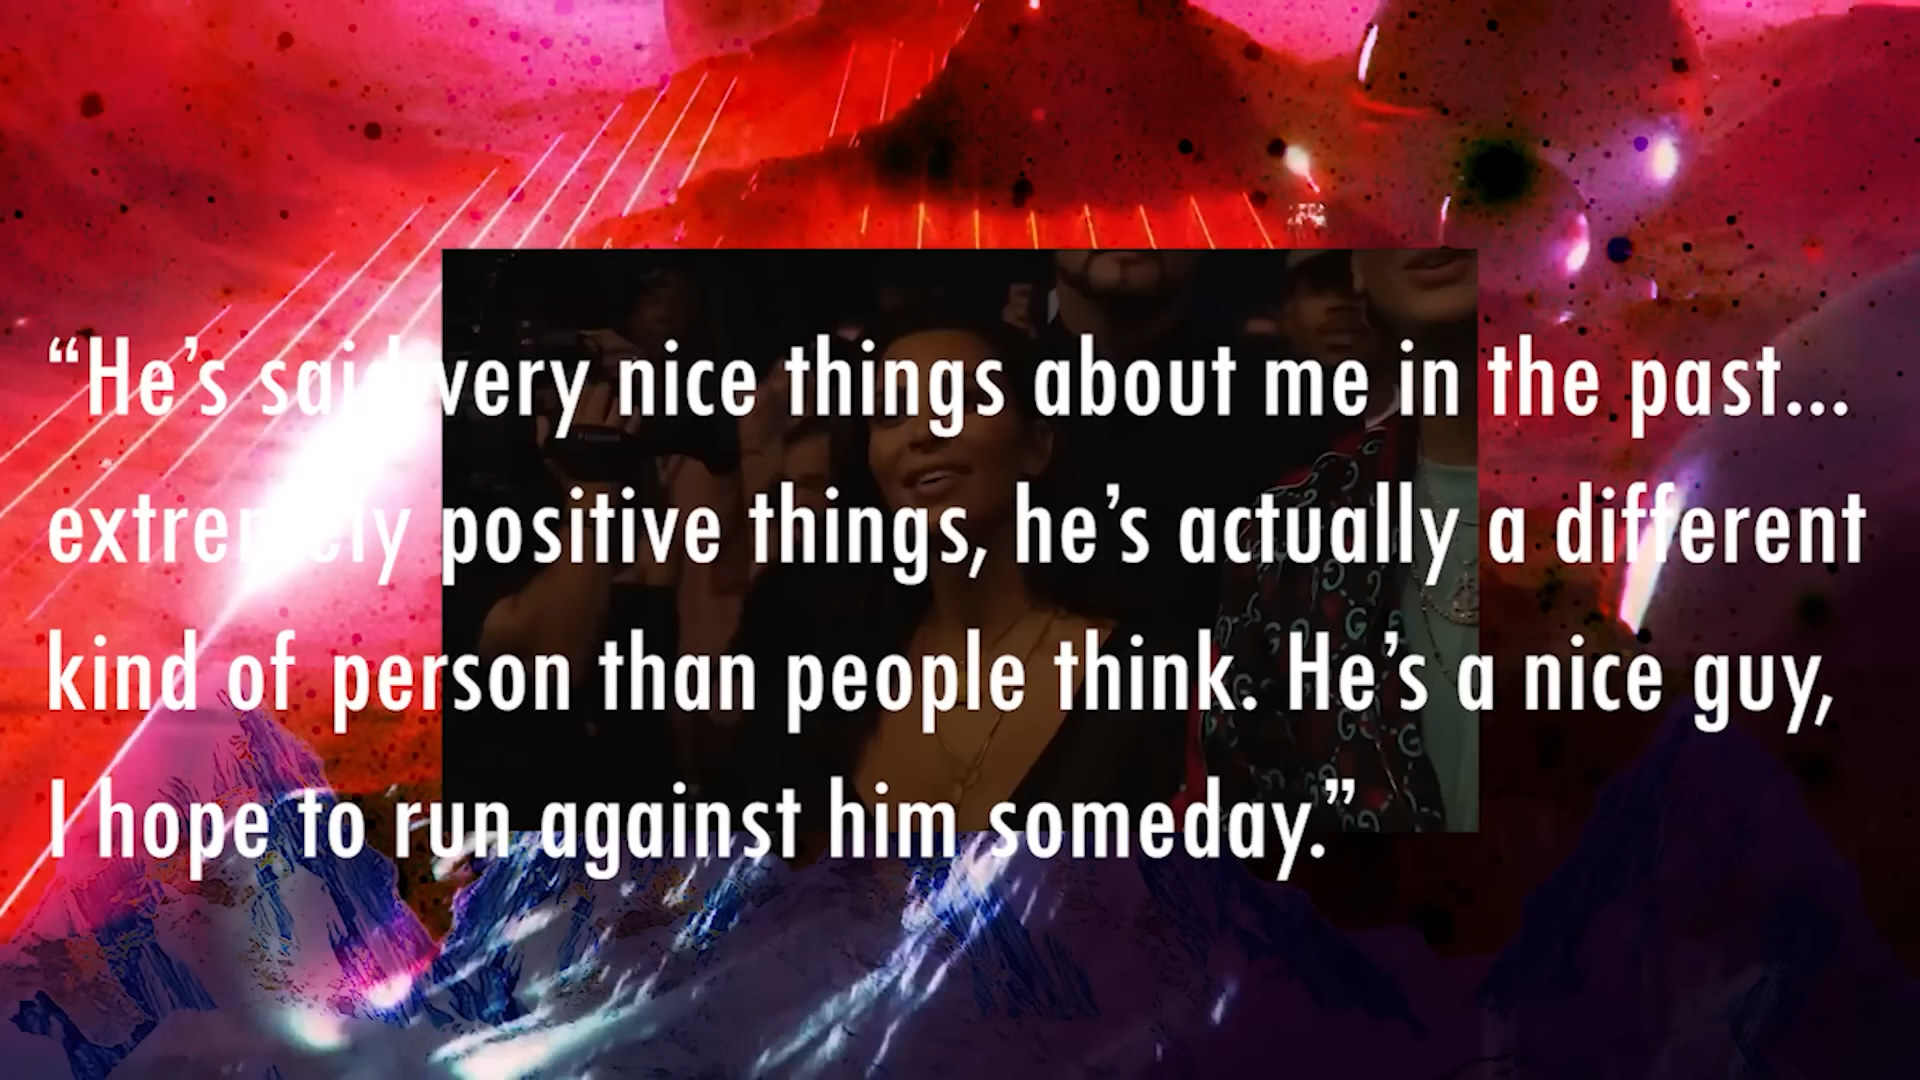 “He’s said very nice things about me in the past...
extremely positive things, he’s actually a different
kind of person than people think. He’s a nice guy,
I hope to run against him someday.”